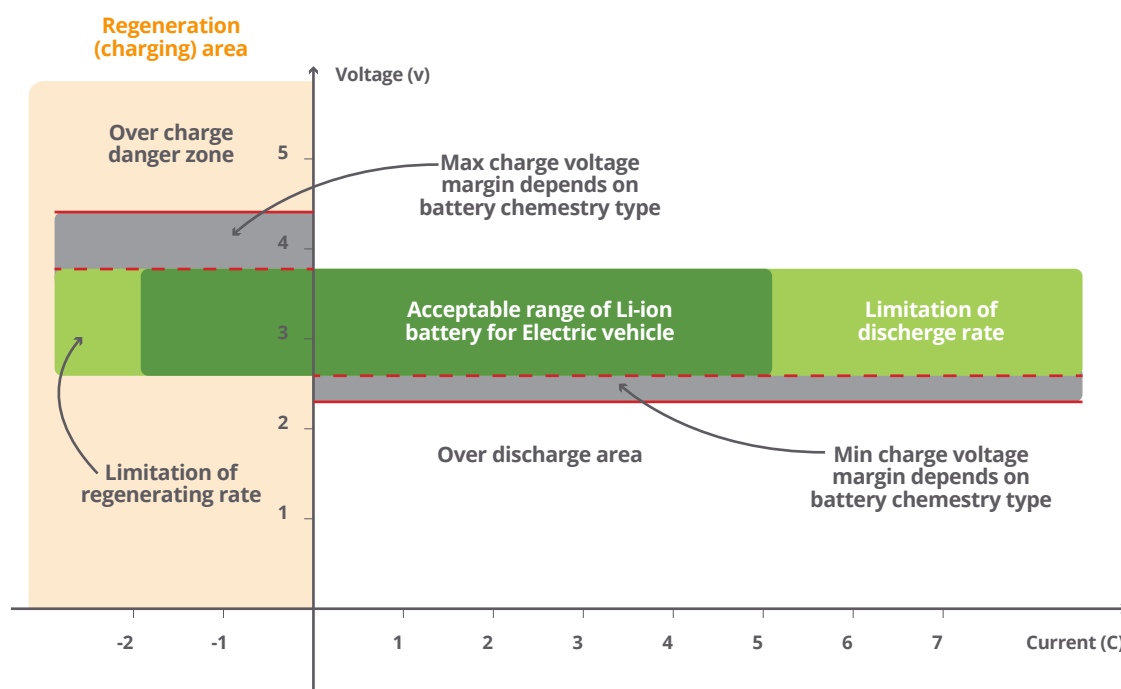 Regeneration
(charging) area
Voltage (v)
Over charge
danger zone
5
Max charge voltage
margin depends on
battery chemestry type
4
Acceptable range of Li-ion
battery for Electric vehicle
Limitation of
discharge rate
3
2
Over discharge area
Min charge voltage
margin depends on
battery chemestry type
Limitation of
regenerating rate
1
-2 -1 1 2 3 4 5 6 7 Current (C)